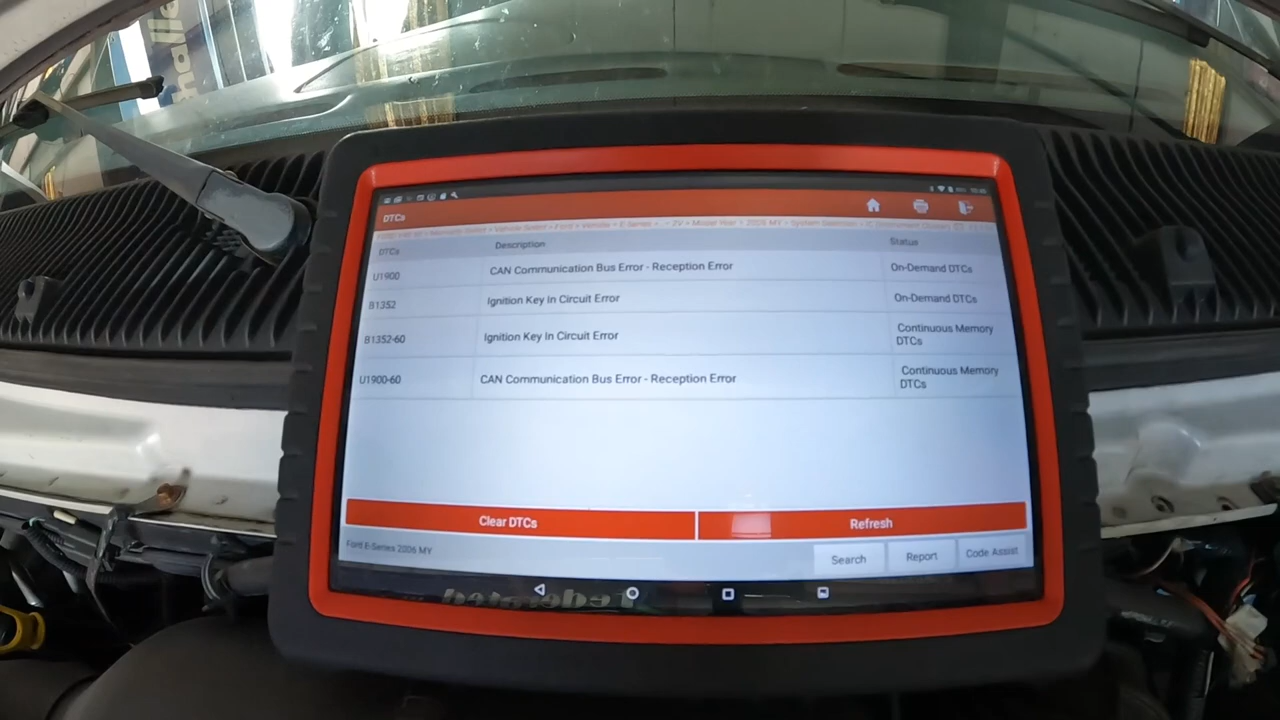 DTCs
DTCs Description Status
U1900 CAN Communication Bus Error - Reception Error On-Demand DTCs
B1352 Ignition Key In Circuit Error On-Demand DTCs
B1352-60 Ignition Key In Circuit Error Continuous Memory
DTCs
U1900-60 CAN Communication Bus Error - Reception Error Continuous Memory
DTCs
Clear DTCs Refresh
Ford E-Series 2006 MY
Search Report Code Assist